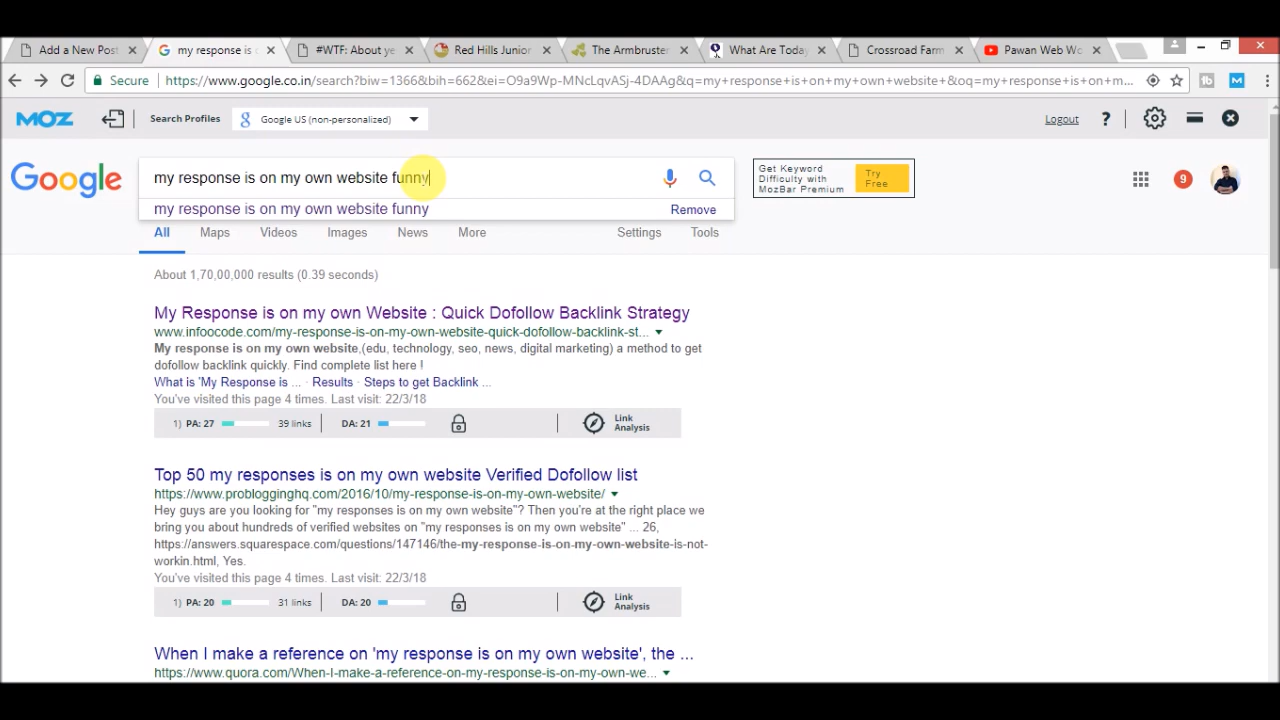 Add a New Post
my response is
#WTF: About ye
Red Hills Junior
The Armbruster
What Are Today
Crossroad Farm
Pawan Web Wo
Secure
https://www.google.co.in/search?biw=1366&bih=662&ei=O9a9Wp-MNcLqvASj-4DAAg&q=my+response+is+on+my+own+website+&oq=my+response+is+on+m...
MOZ
Search Profiles
Google US (non-personalized)
Logout
?
Google
my response is on my own website funny
my response is on my own website funny
Remove
Get Keyword
Difficulty with
MozBar Premium
Try
Free
9
All
Maps
Videos
Images
News
More
Settings
Tools
About 1,70,00,000 results (0.39 seconds)
My Response is on my own Website : Quick Dofollow Backlink Strategy
www.infoocode.com/my-response-is-on-my-own-website-quick-dofollow-backlink-st...
My response is on my own website,(edu, technology, seo, news, digital marketing) a method to get
dofollow backlink quickly. Find complete list here !
What is 'My Response is ... · Results · Steps to get Backlink ...
You've visited this page 4 times. Last visit: 22/3/18
1) PA: 27
39 links
DA: 21
Link
Analysis
Top 50 my responses is on my own website Verified Dofollow list
https://www.problogginghq.com/2016/10/my-response-is-on-my-own-website/
Hey guys are you looking for "my responses is on my own website"? Then you're at the right place we
bring you about hundreds of verified websites on "my responses is on my own website" ... 26,
https://answers.squarespace.com/questions/147146/the-my-response-is-on-my-own-website-is-not-
workin.html, Yes.
You've visited this page 4 times. Last visit: 22/3/18
1) PA: 20
31 links
DA: 20
Link
Analysis
When I make a reference on 'my response is on my own website', the ...
https://www.quora.com/When-I-make-a-reference-on-my-response-is-on-my-own-we...